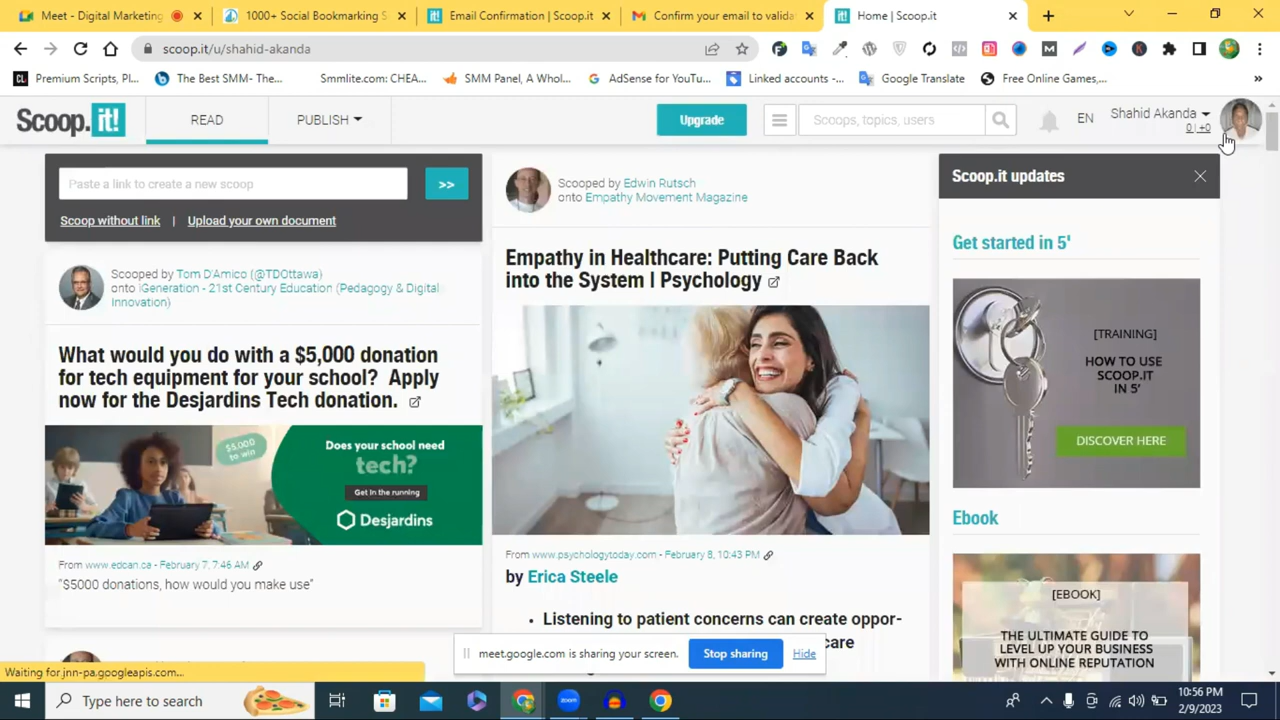 Meet - Digital Marketing
1000+ Social Bookmarking S
Email Confirmation | Scoop.it
Confirm your email to valida
Home | Scoop.it
scoop.it/u/shahid-akanda
Premium Scripts, Pl...
The Best SMM- The...
Smmlite.com: CHEA...
SMM Panel, A Whol...
AdSense for YouTu...
Linked accounts -...
Google Translate
Free Online Games,...
Scoop.it!
READ
PUBLISH
Upgrade
Scoops, topics, users
EN
Shahid Akanda
0 | +0
Paste a link to create a new scoop
>>
Scoop without link | Upload your own document
Scooped by Tom D'Amico (@TDOttawa)
onto iGeneration - 21st Century Education (Pedagogy & Digital
Innovation)
What would you do with a $5,000 donation
for tech equipment for your school? Apply
now for the Desjardins Tech donation.
$5,000
to win
Does your school need
tech?
Get in the running
Desjardins
From www.edcan.ca - February 7, 7:46 AM
"$5000 donations, how would you make use"
Scooped by Edwin Rutsch
onto Empathy Movement Magazine
Empathy in Healthcare: Putting Care Back
into the System | Psychology
From www.psychologytoday.com - February 8, 10:43 PM
by Erica Steele
• Listening to patient concerns can create oppor-
care
Scoop.it updates
Get started in 5'
[TRAINING]
HOW TO USE
SCOOP.IT
IN 5'
DISCOVER HERE
Ebook
[EBOOK]
THE ULTIMATE GUIDE TO
LEVEL UP YOUR BUSINESS
WITH ONLINE REPUTATION
meet.google.com is sharing your screen.
Stop sharing
Hide
Waiting for jnn-pa.googleapis.com...
Type here to search
10:56 PM
2/9/2023